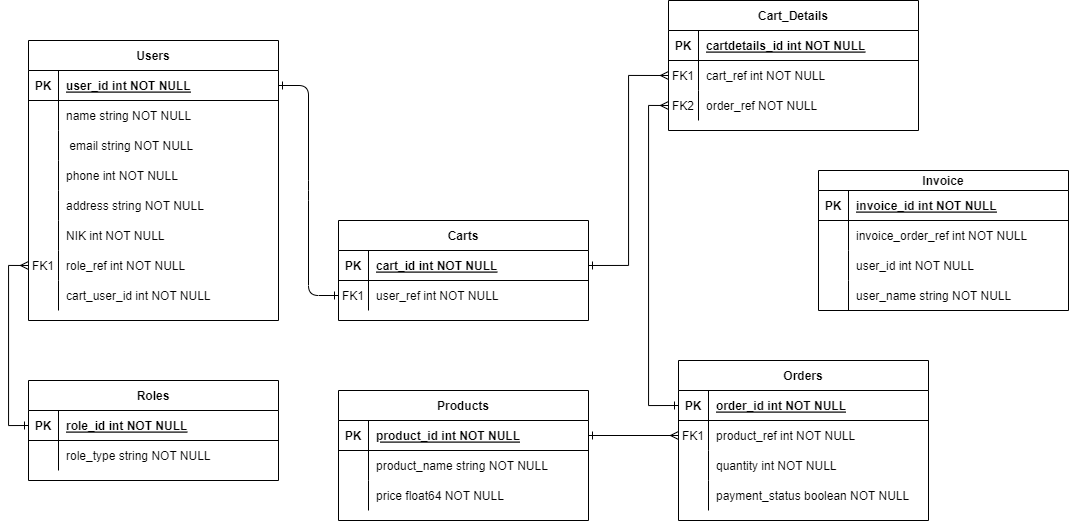 Users
PK user_id int NOT NULL
name string NOT NULL
email string NOT NULL
phone int NOT NULL
address string NOT NULL
NIK int NOT NULL
FK1 role_ref int NOT NULL
cart_user_id int NOT NULL
Roles
PK role_id int NOT NULL
role_type string NOT NULL
Carts
PK cart_id int NOT NULL
FK1 user_ref int NOT NULL
Products
PK product_id int NOT NULL
product_name string NOT NULL
price float64 NOT NULL
Cart_Details
PK cartdetails_id int NOT NULL
FK1 cart_ref int NOT NULL
FK2 order_ref NOT NULL
Invoice
PK invoice_id int NOT NULL
invoice_order_ref int NOT NULL
user_id int NOT NULL
user_name string NOT NULL
Orders
PK order_id int NOT NULL
FK1 product_ref int NOT NULL
quantity int NOT NULL
payment_status boolean NOT NULL